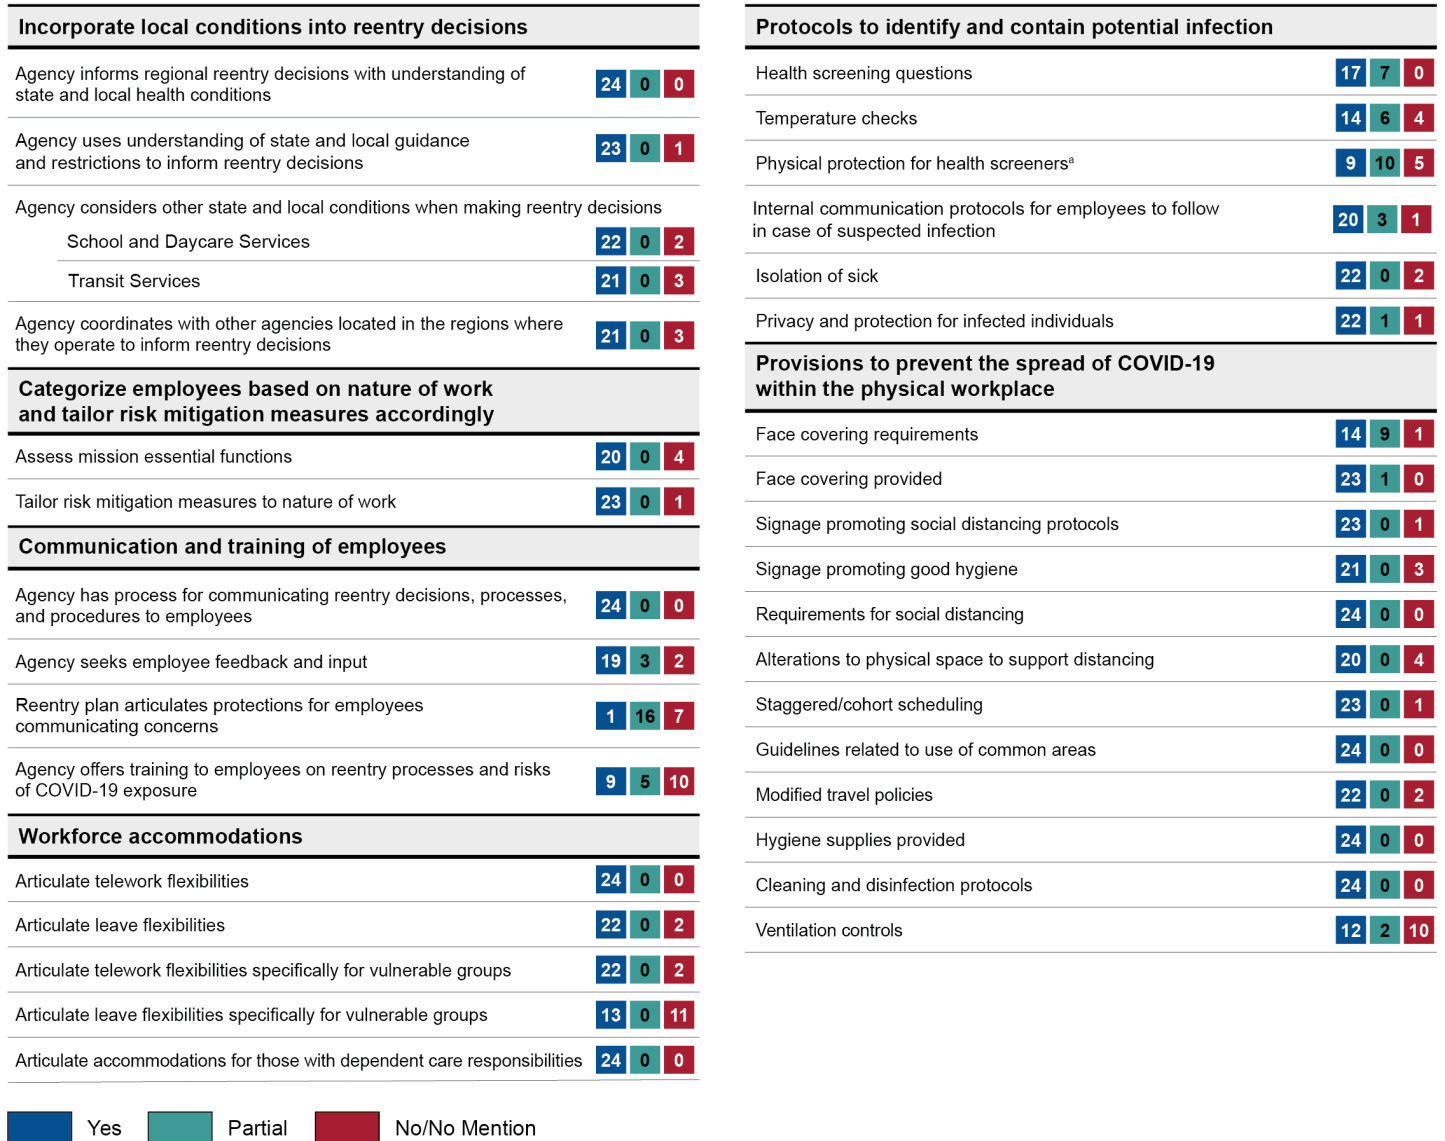 Incorporate local conditions into reentry decisions
Agency informs regional reentry decisions with understanding of
state and local health conditions
24 0 0
Agency uses understanding of state and local guidance
and restrictions to inform reentry decisions
23 0 1
Agency considers other state and local conditions when making reentry decisions
School and Daycare Services 22 0 2
Transit Services 21 0 3
Agency coordinates with other agencies located in the regions where
they operate to inform reentry decisions
21 0 3
Categorize employees based on nature of work
and tailor risk mitigation measures accordingly
Assess mission essential functions 20 0 4
Tailor risk mitigation measures to nature of work 23 0 1
Communication and training of employees
Agency has process for communicating reentry decisions, processes,
and procedures to employees
24 0 0
Agency seeks employee feedback and input 19 3 2
Reentry plan articulates protections for employees
communicating concerns
1 16 7
Agency offers training to employees on reentry processes and risks
of COVID-19 exposure
9 5 10
Workforce accommodations
Articulate telework flexibilities 24 0 0
Articulate leave flexibilities 22 0 2
Articulate telework flexibilities specifically for vulnerable groups 22 0 2
Articulate leave flexibilities specifically for vulnerable groups 13 0 11
Articulate accommodations for those with dependent care responsibilities 24 0 0
Protocols to identify and contain potential infection
Health screening questions 17 7 0
Temperature checks 14 6 4
Physical protection for health screenersª 9 10 5
Internal communication protocols for employees to follow
in case of suspected infection
20 3 1
Isolation of sick 22 0 2
Privacy and protection for infected individuals 22 1 1
Provisions to prevent the spread of COVID-19
within the physical workplace
Face covering requirements 14 9 1
Face covering provided 23 1 0
Signage promoting social distancing protocols 23 0 1
Signage promoting good hygiene 21 0 3
Requirements for social distancing 24 0 0
Alterations to physical space to support distancing 20 0 4
Staggered/cohort scheduling 23 0 1
Guidelines related to use of common areas 24 0 0
Modified travel policies 22 0 2
Hygiene supplies provided 24 0 0
Cleaning and disinfection protocols 24 0 0
Ventilation controls 12 2 10
Yes Partial No/No Mention